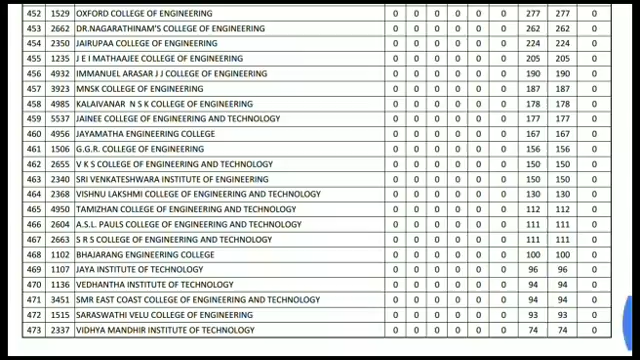 452 1529 OXFORD COLLEGE OF ENGINEERING 0 0 0 0 0 0 277 277 0
453 2662 DR.NAGARATHINAM'S COLLEGE OF ENGINEERING 0 0 0 0 0 0 262 262 0
454 2350 JAIRUPAA COLLEGE OF ENGINEERING 0 0 0 0 0 0 224 224 0
455 1235 J E I MATHAAJEE COLLEGE OF ENGINEERING 0 0 0 0 0 0 205 205 0
456 4932 IMMANUEL ARASAR J J COLLEGE OF ENGINEERING 0 0 0 0 0 0 190 190 0
457 3923 MNSK COLLEGE OF ENGINEERING 0 0 0 0 0 0 187 187 0
458 4985 KALAIVANAR N S K COLLEGE OF ENGINEERING 0 0 0 0 0 0 178 178 0
459 5537 JAINEE COLLEGE OF ENGINEERING AND TECHNOLOGY 0 0 0 0 0 0 177 177 0
460 4956 JAYAMATHA ENGINEERING COLLEGE 0 0 0 0 0 0 167 167 0
461 1506 G.G.R. COLLEGE OF ENGINEERING 0 0 0 0 0 0 156 156 0
462 2655 V K S COLLEGE OF ENGINEERING AND TECHNOLOGY 0 0 0 0 0 0 150 150 0
463 2340 SRI VENKATESHWARA INSTITUTE OF ENGINEERING 0 0 0 0 0 0 150 150 0
464 2368 VISHNU LAKSHMI COLLEGE OF ENGINEERING AND TECHNOLOGY 0 0 0 0 0 0 130 130 0
465 4950 TAMIZHAN COLLEGE OF ENGINEERING AND TECHNOLOGY 0 0 0 0 0 0 112 112 0
466 2604 A.S.L. PAULS COLLEGE OF ENGINEERING AND TECHNOLOGY 0 0 0 0 0 0 111 111 0
467 2663 S R S COLLEGE OF ENGINEERING AND TECHNOLOGY 0 0 0 0 0 0 111 111 0
468 1102 BHAJARANG ENGINEERING COLLEGE 0 0 0 0 0 0 100 100 0
469 1107 JAYA INSTITUTE OF TECHNOLOGY 0 0 0 0 0 0 96 96 0
470 1136 VEDHANTHA INSTITUTE OF TECHNOLOGY 0 0 0 0 0 0 94 94 0
471 3451 SMR EAST COAST COLLEGE OF ENGINEERING AND TECHNOLOGY 0 0 0 0 0 0 94 94 0
472 1515 SARASWATHI VELU COLLEGE OF ENGINEERING 0 0 0 0 0 0 93 93 0
473 2337 VIDHYA MANDHIR INSTITUTE OF TECHNOLOGY 0 0 0 0 0 0 74 74 0